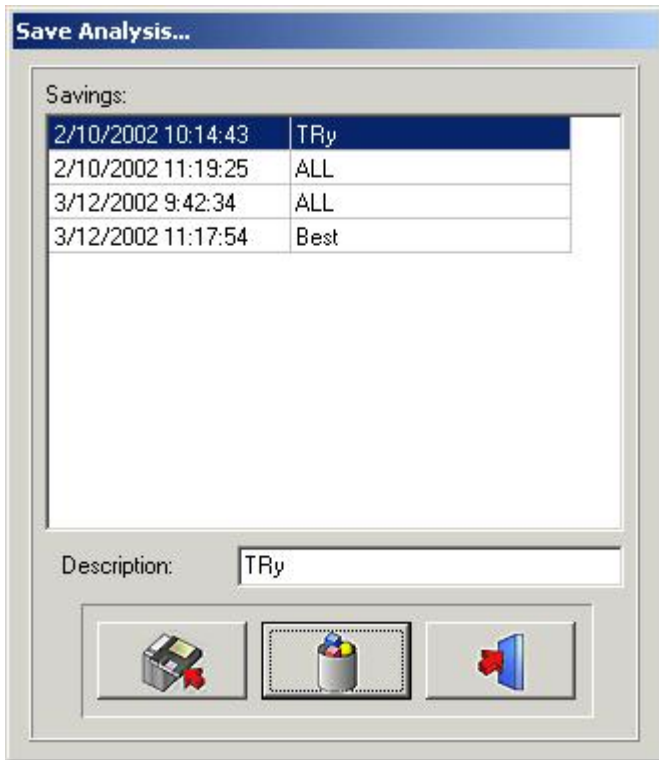 Save Analysis...
Savings:
2/10/2002 10:14:43 TRy
2/10/2002 11:19:25 ALL
3/12/2002 9:42:34 ALL
3/12/2002 11:17:54 Best
Description: TRy